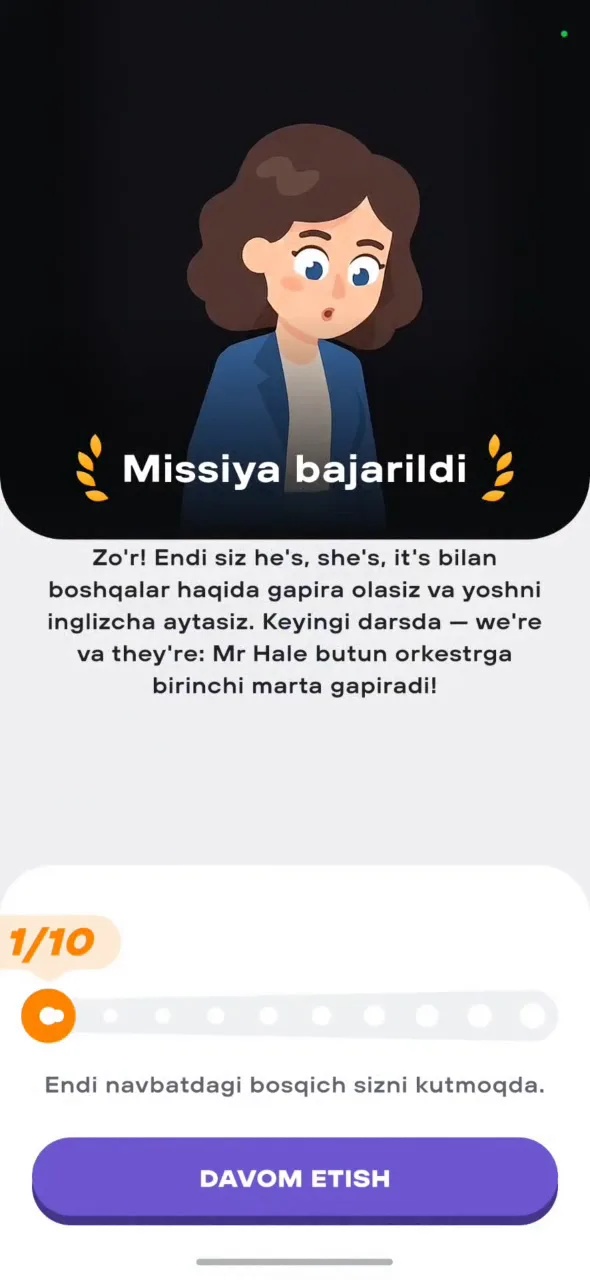 Missiya bajarildi
Zo'r! Endi siz he's, she's, it's bilan
boshqalar haqida gapira olasiz va yoshni
inglizcha aytasiz. Keyingi darsda — we're
va they're: Mr Hale butun orkestrga
birinchi marta gapiradi!
1/10
Endi navbatdagi bosqich sizni kutmoqda.
DAVOM ETISH